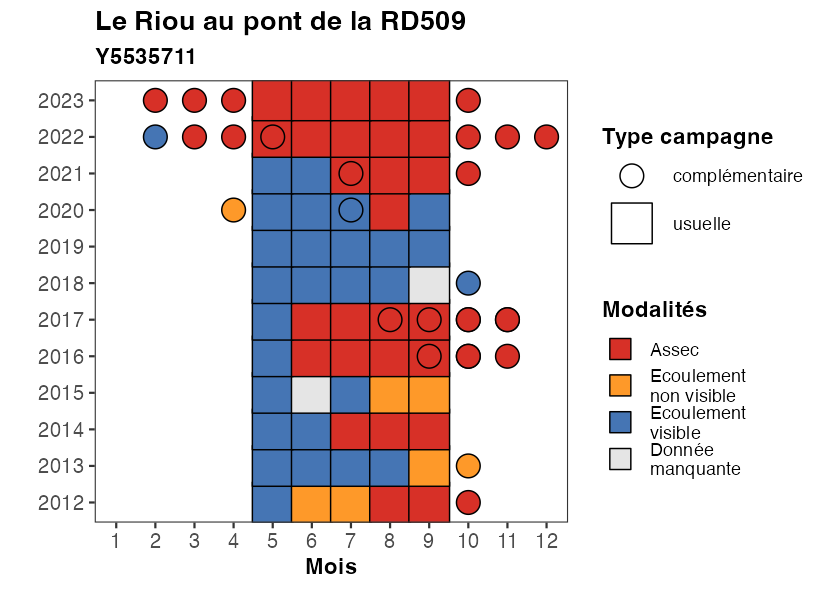 Le Riou au pont de la RD509
Y5535711
2023
2022
2021
2020
2019
2018
2017
2016
2015
2014
2013
2012
1 2 3 4 5 6 7 8 9 10 11 12
Mois
Type campagne
complémentaire
usuelle
Modalités
Assec
Ecoulement
non visible
Ecoulement
visible
Donnée
manquante